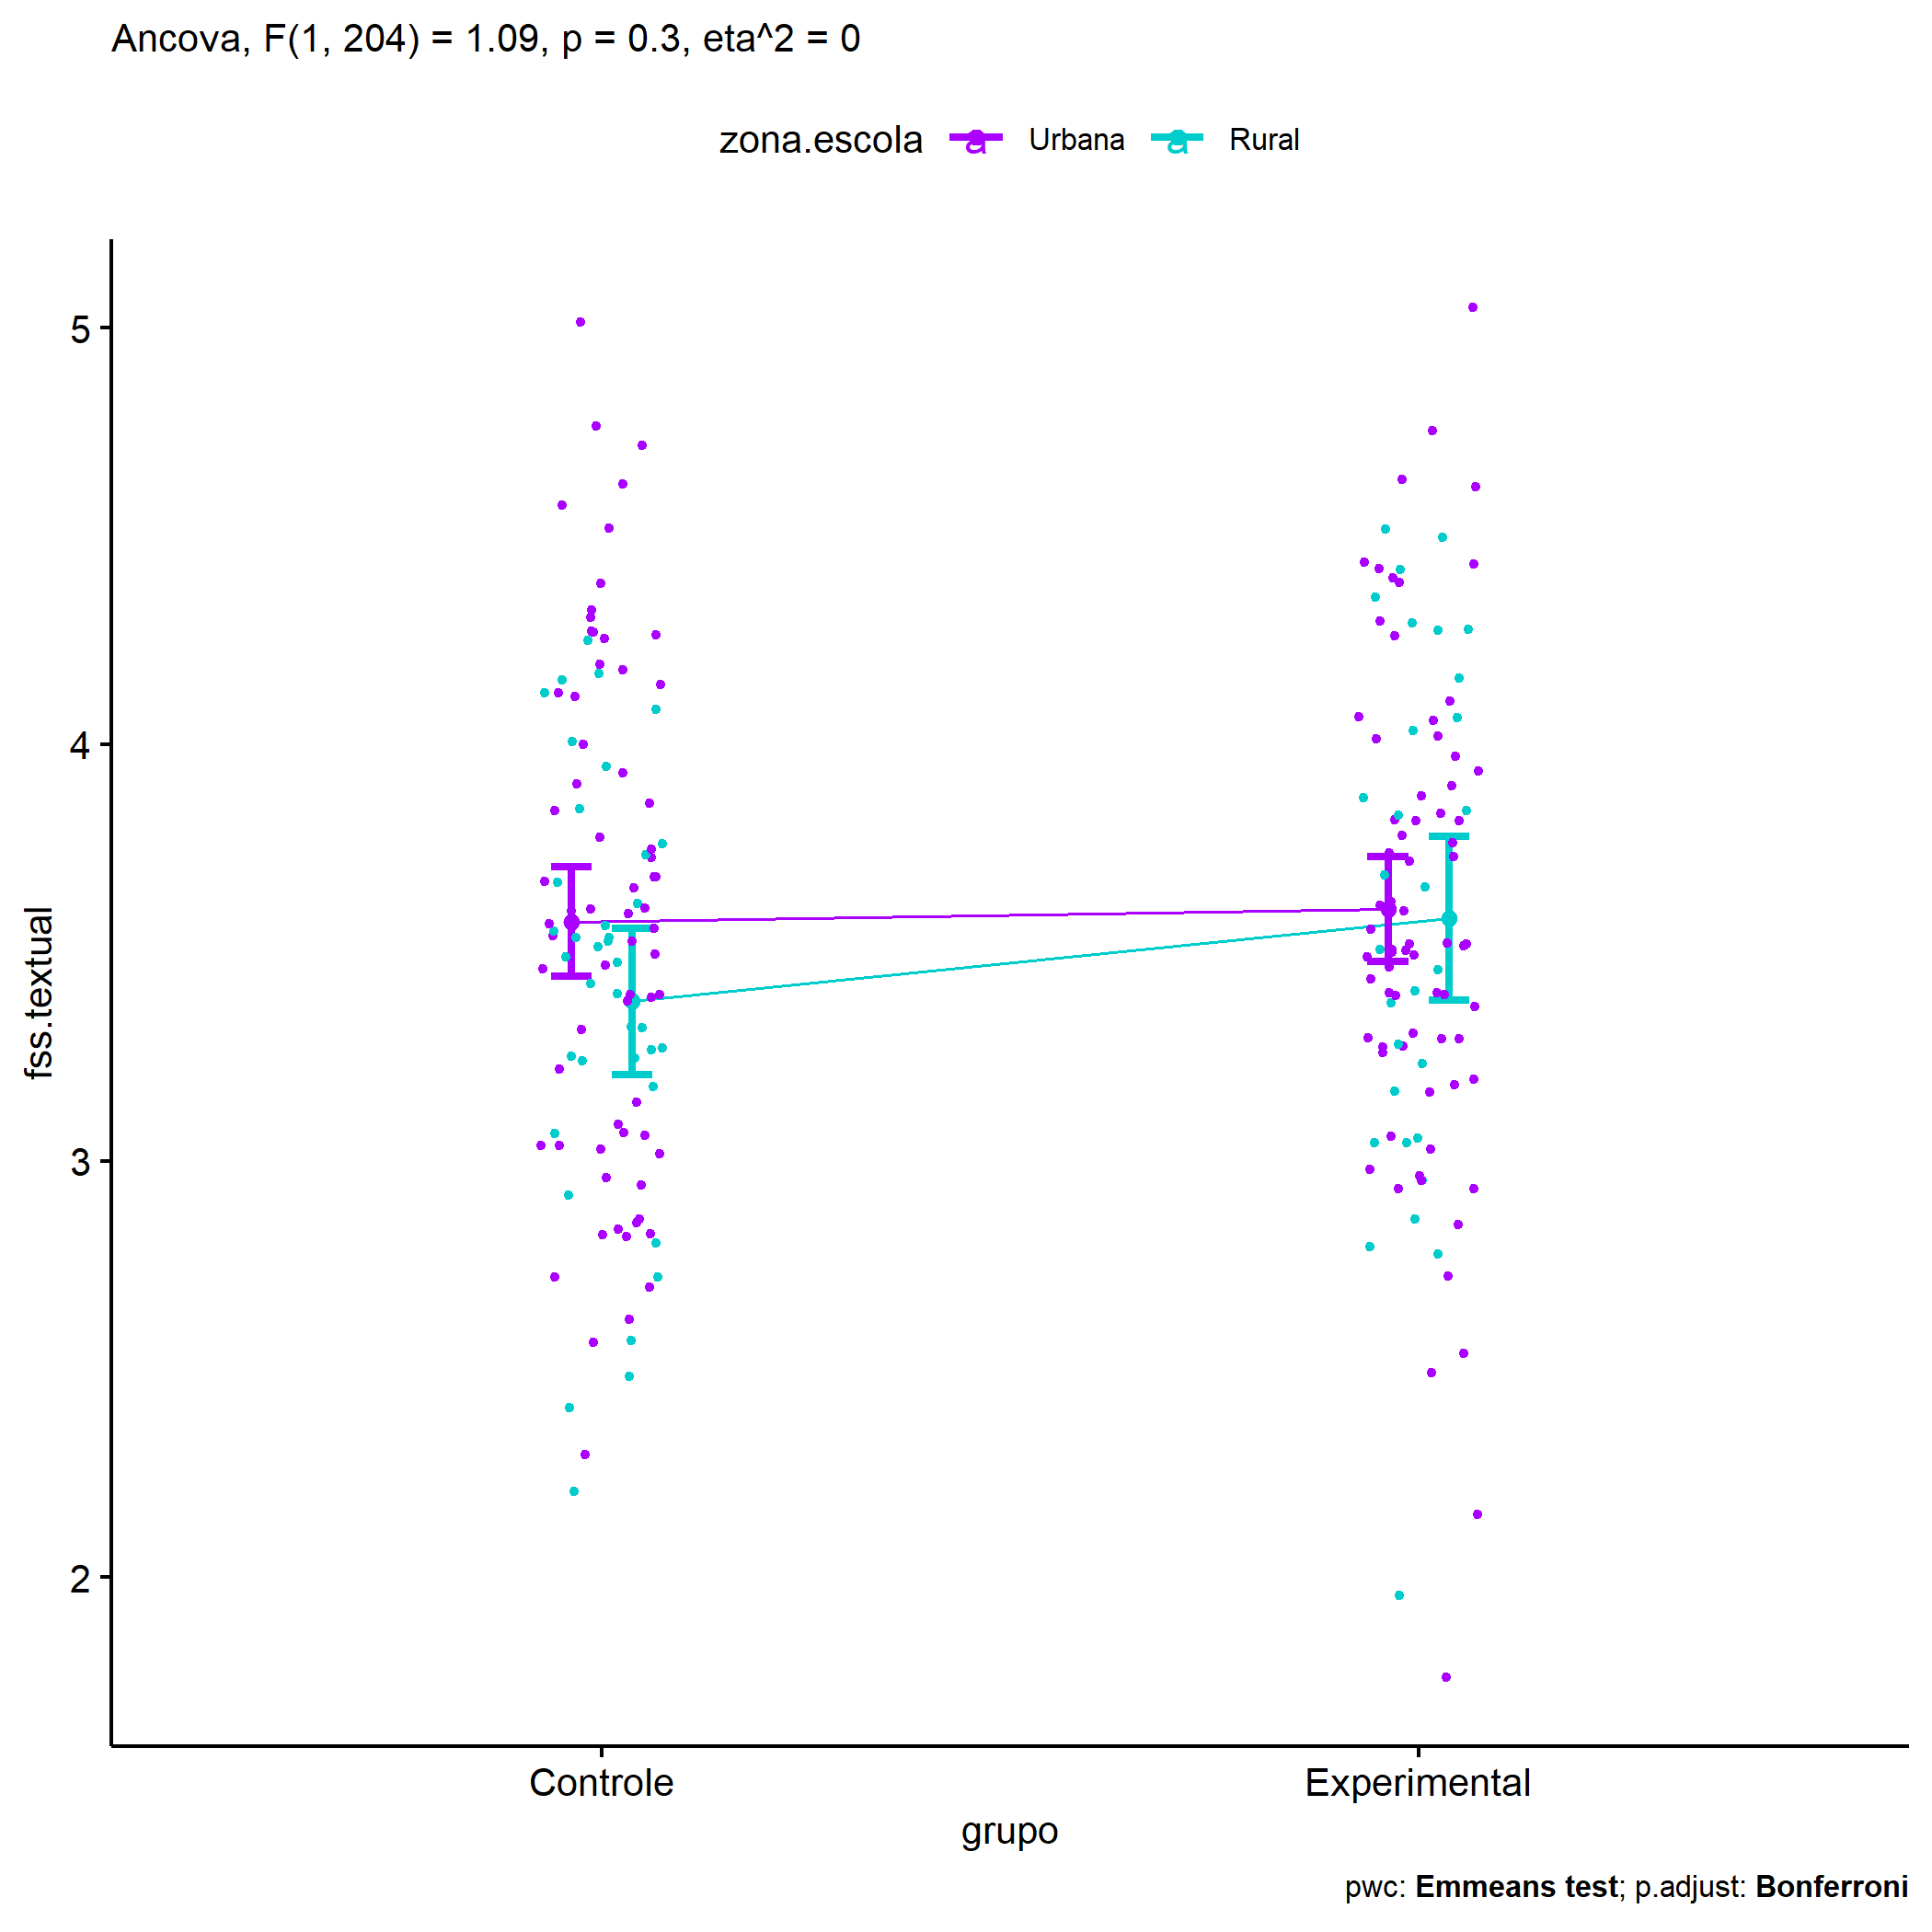 Ancova, F(1, 204) = 1.09, p = 0.3, eta^2 = 0
zona.escola a Urbana a Rural
5
4
3
2
fss.textual
Controle Experimental
grupo
pwc: Emmeans test; p.adjust: Bonferroni